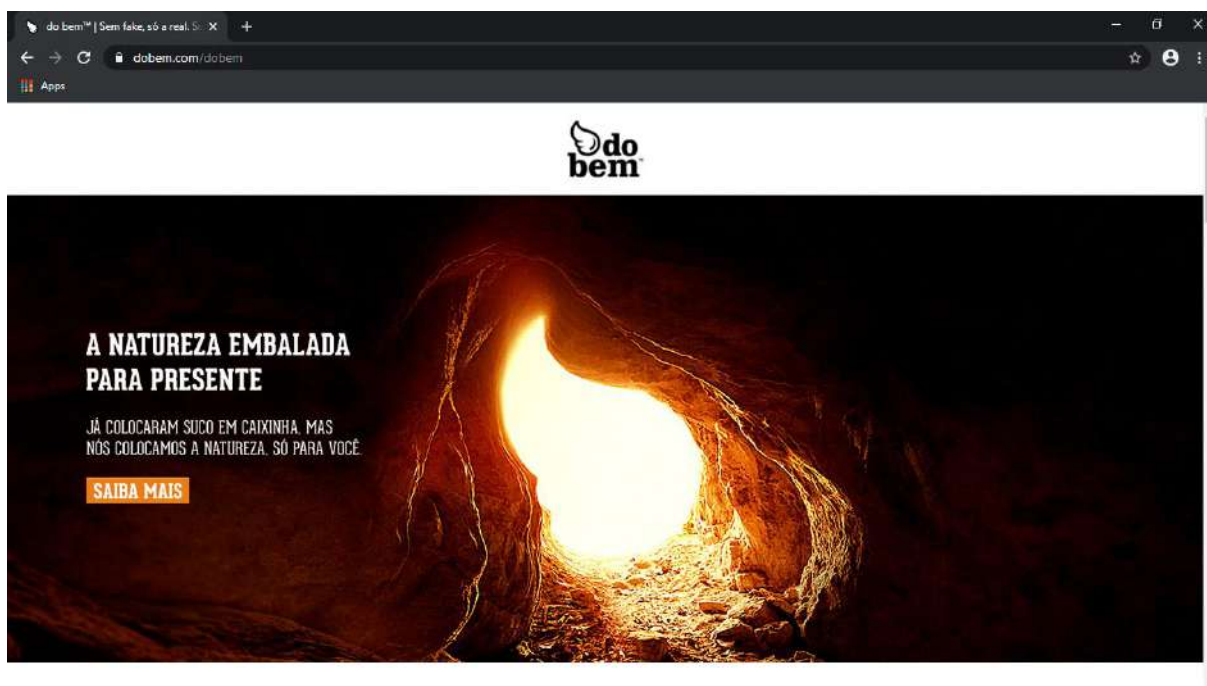 do bem™ | Sem fake, só a real. S
dobem.com/dobem
Apps
do
bem™
A NATUREZA EMBALADA
PARA PRESENTE
JÁ COLOCARAM SUCO EM CAIXINHA, MAS
NÓS COLOCAMOS A NATUREZA, SÓ PARA VOCÊ.
SAIBA MAIS